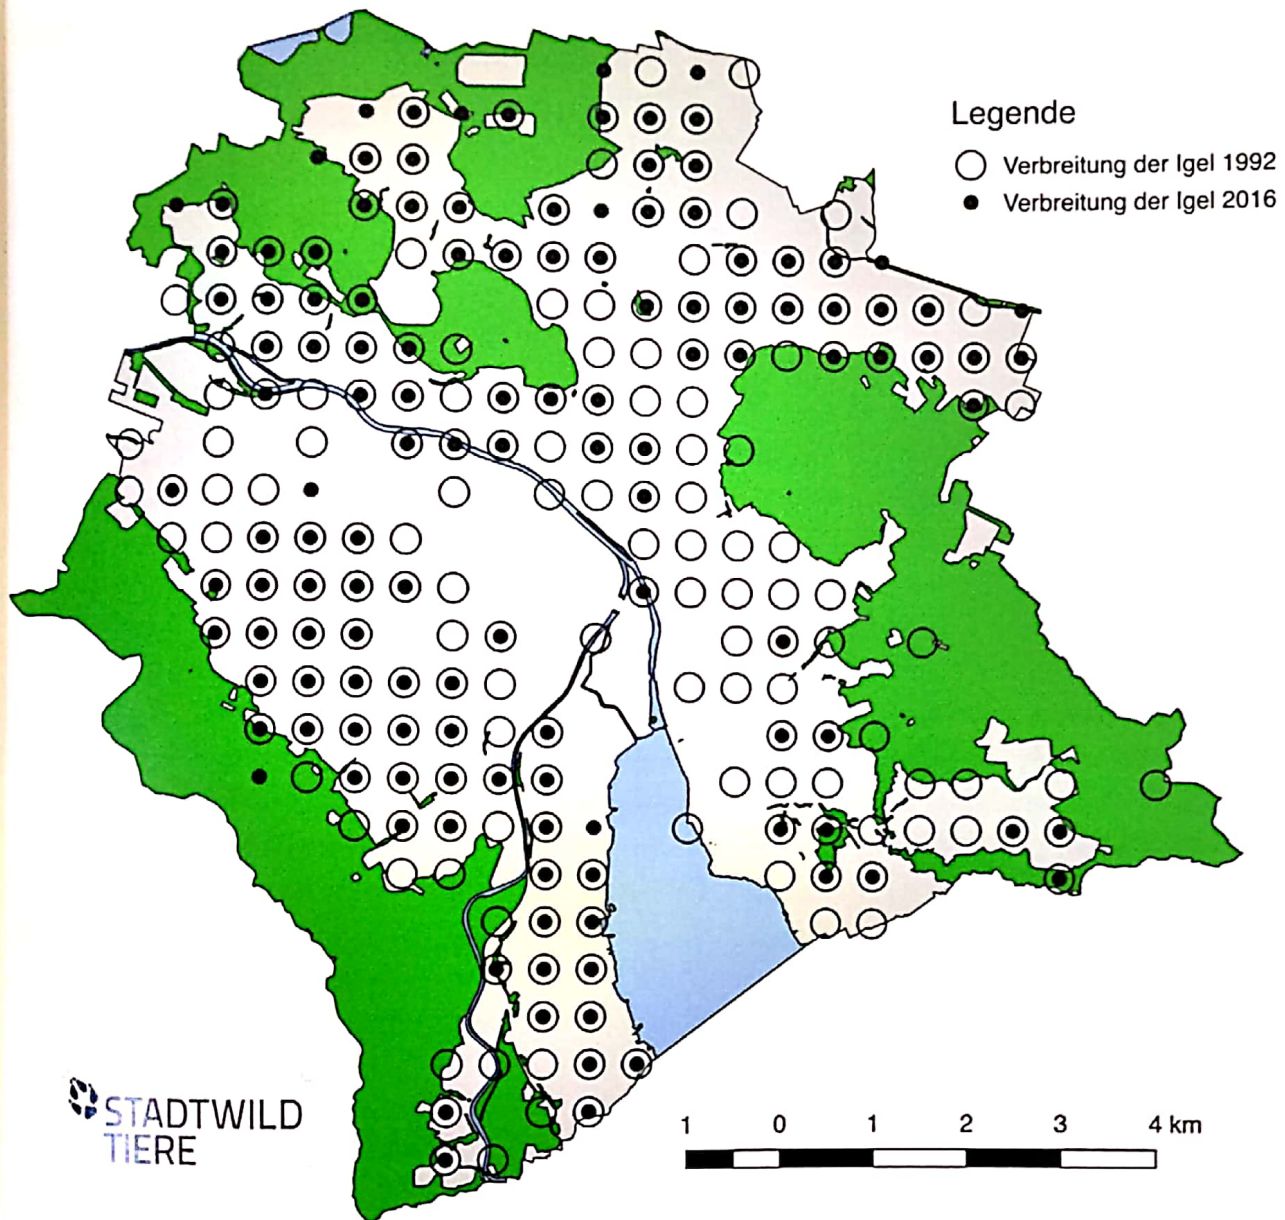 Legende
Verbreitung der Igel 1992
Verbreitung der Igel 2016
STADTWILD
TIERE
1 0 1 2 3 4 km